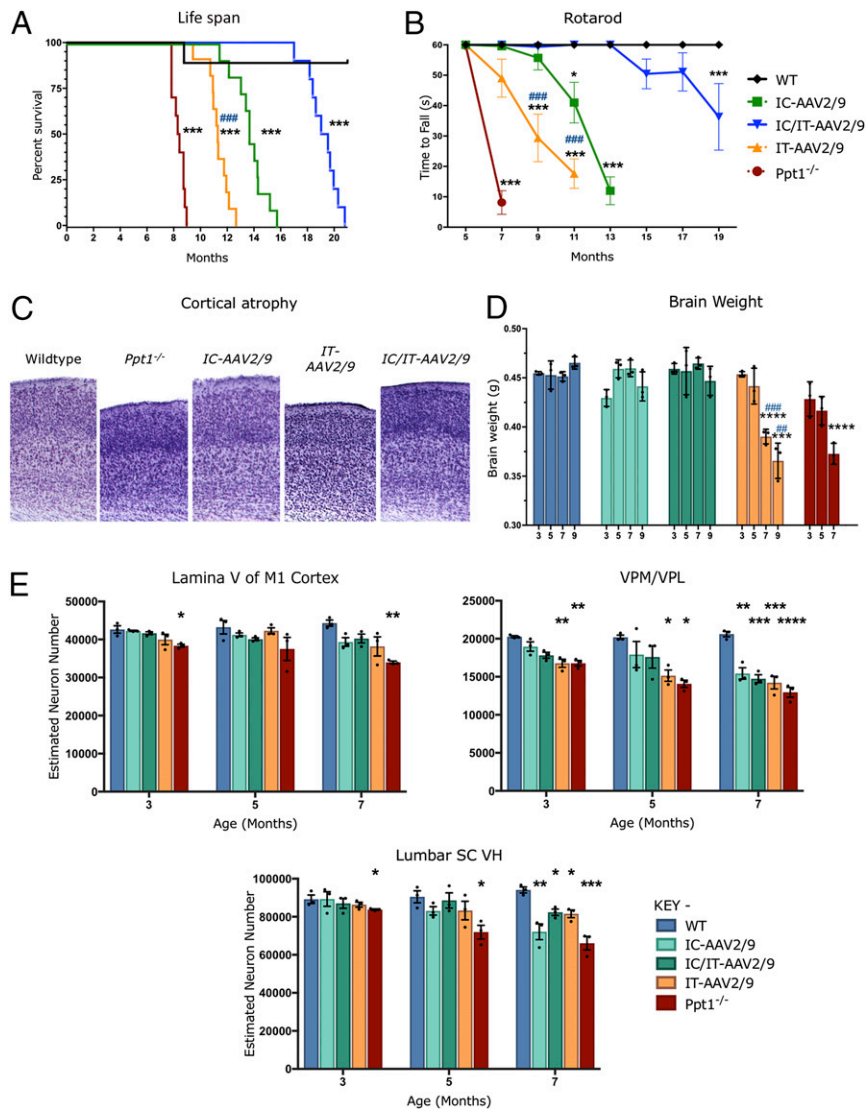 A
Life span
Percent survival
100
75
50
25
0
***
###
***
***
***
0 2 4 6 8 10 12 14 16 18 20
Months
B
Rotarod
Time to Fall (s)
60
50
40
30
20
10
0
***
###
***
###
***
*
***
***
5 7 9 11 13 15 17 19
Months
WT
IC-AAV2/9
IC/IT-AAV2/9
IT-AAV2/9
Ppt1-/-
C
Cortical atrophy
Wildtype
Ppt1-/-
IC-AAV2/9
IT-
AAV2/9
IC/IT-AAV2/9
D
Brain Weight
Brain weight (g)
0.50
0.45
0.40
0.35
0.30
###
****
##
***
****
3 5 7 9 3 5 7 9 3 5 7 9 3 5 7 9 3 5 7
E
Lamina V of M1 Cortex
Estimated Neuron Number
50000
40000
30000
20000
10000
0
* **
3 5 7
Age (Months)
VPM/VPL
25000
20000
15000
10000
5000
0
** ** * * ** *** *** ****
3 5 7
Age (Months)
Lumbar SC VH
Estimated Neuron Number
100000
80000
60000
40000
20000
0
* * ** * * ***
3 5 7
Age (Months)
KEY -
WT
IC-AAV2/9
IC/IT-AAV2/9
IT-AAV2/9
Ppt1-/-